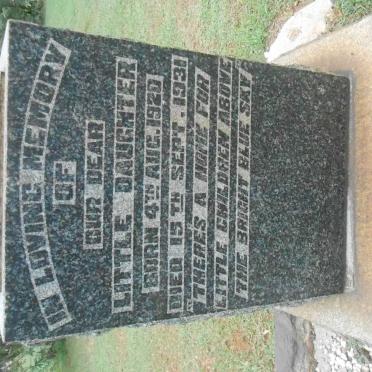 IN LOVING MEMORY
OF
OUR DEAR
LITTLE DAUGHTER
BORN 4TH AUG. 1929
DIED 15TH SEPT. 1931
THERE'S A HOME FOR
LITTLE CHILDREN ABOVE
THE BRIGHT BLUE SKY